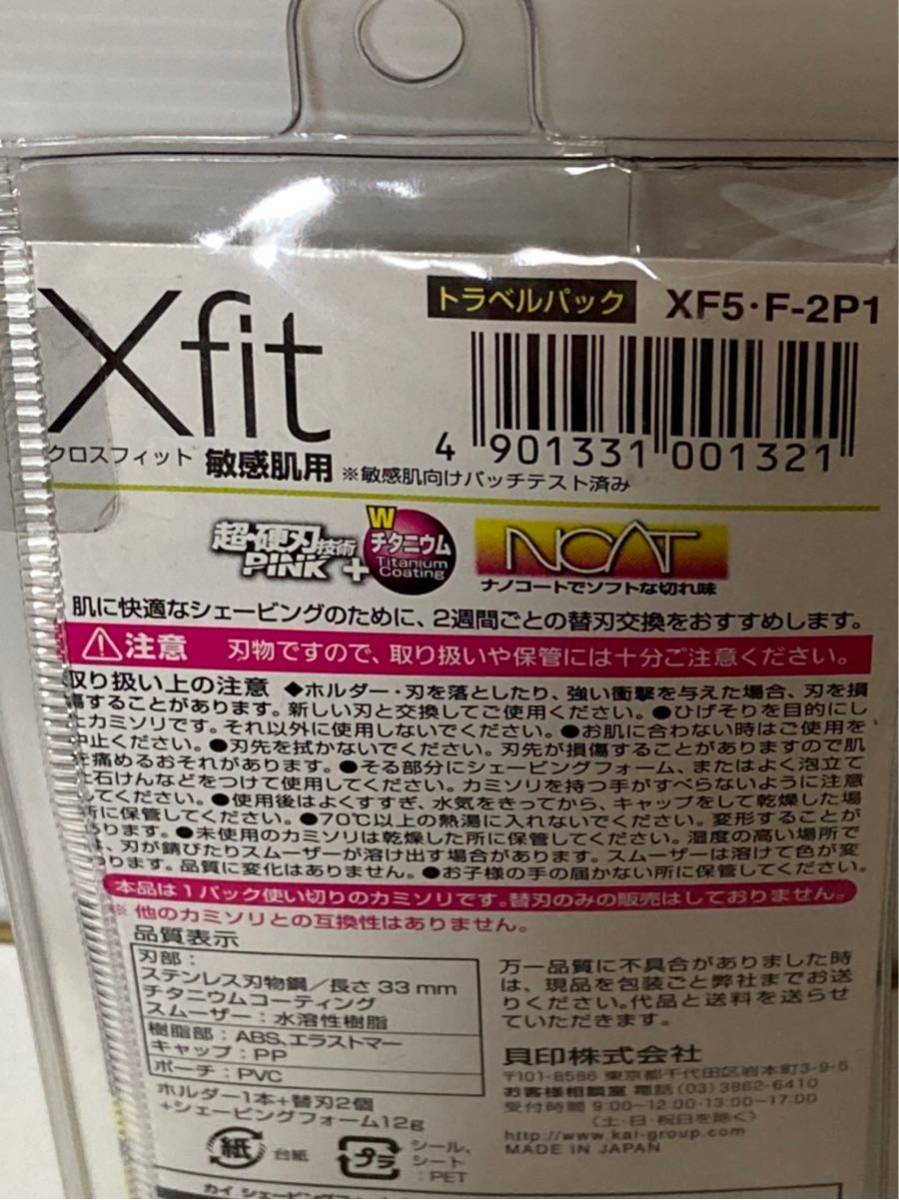 トラベルパック XF5・F-2P1
Xfit
4 901331 001321
クロスフィット 敏感肌用 ※敏感肌向けパッチテスト済み
超・硬刃技術 PiNK + W チタニウム Titanium Coating
NCAT
ナノコートでソフトな切れ味
肌に快適なシェービングのために、2週間ごとの替刃交換をおすすめします。
注意 刃物ですので、取り扱いや保管には十分ご注意ください。
取り扱い上の注意 ◆ホルダー・刃を落としたり、強い衝撃を与えた場合、刃を損
傷することがあります。新しい刃と交換してご使用ください。●ひげそりを目的にし
たカミソリです。それ以外に使用しないでください。●お肌に合わない時はご使用を
中止ください。●刃先を拭かないでください。刃先が損傷することがありますので肌
を痛めるおそれがあります。●そる部分にシェービングフォーム、またはよく泡立て
た石けんなどをつけて使用してください。カミソリを持つ手がすべらないように注意
してください。●使用後はよくすすぎ、水気をきってから、キャップをして乾燥した場
所に保管してください。●70℃以上の熱湯に入れないでください。変形することが
あります。●未使用のカミソリは乾燥した所に保管してください。湿度の高い場所で
は、刃が錆びたりスムーザーが溶け出す場合があります。スムーザーは溶けて色が変
わります。品質に変化はありません。●お子様の手の届かない所に保管してください。
本品は1パック使い切りのカミソリです。替刃のみの販売はしておりません。
※ 他のカミソリとの互換性はありません。
品質表示
刃部：
ステンレス刃物鋼／長さ33mm
チタニウムコーティング
スムーザー：水溶性樹脂
樹脂部：ABS、エラストマー
キャップ：PP
ポーチ：PVC
ホルダー1本+替刃2個
+シェービングフォーム12g
紙 台紙
プラ シール、
シート
:PET
万一品質に不具合がありました時
は、現品を包装ごと弊社までお送
りください。代品と送料を送らせ
ていただきます。
貝印株式会社
〒101-8586 東京都千代田区岩本町3-9-5
お客様相談室 電話(03)3862-6410
受付時間 9:00~12:00・13:00~17:00
(土・日・祝日を除く)
http://www.kai-group.com
MADE IN JAPAN